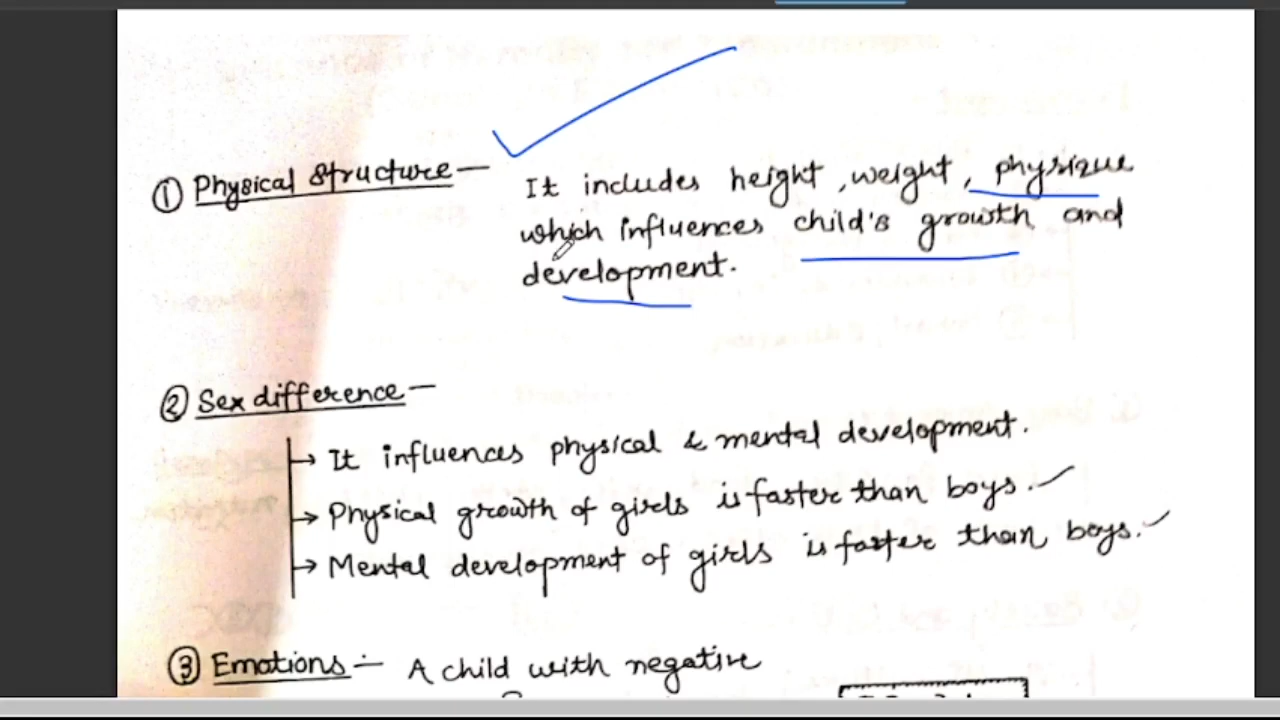 ① Physical Structure — It includes height, weight, physique
which influences child's growth and
development.
② Sex difference —
→ It influences physical & mental development.
→ Physical growth of girls is faster than boys.
→ Mental development of girls is faster than boys.
③ Emotions :- A child with negative